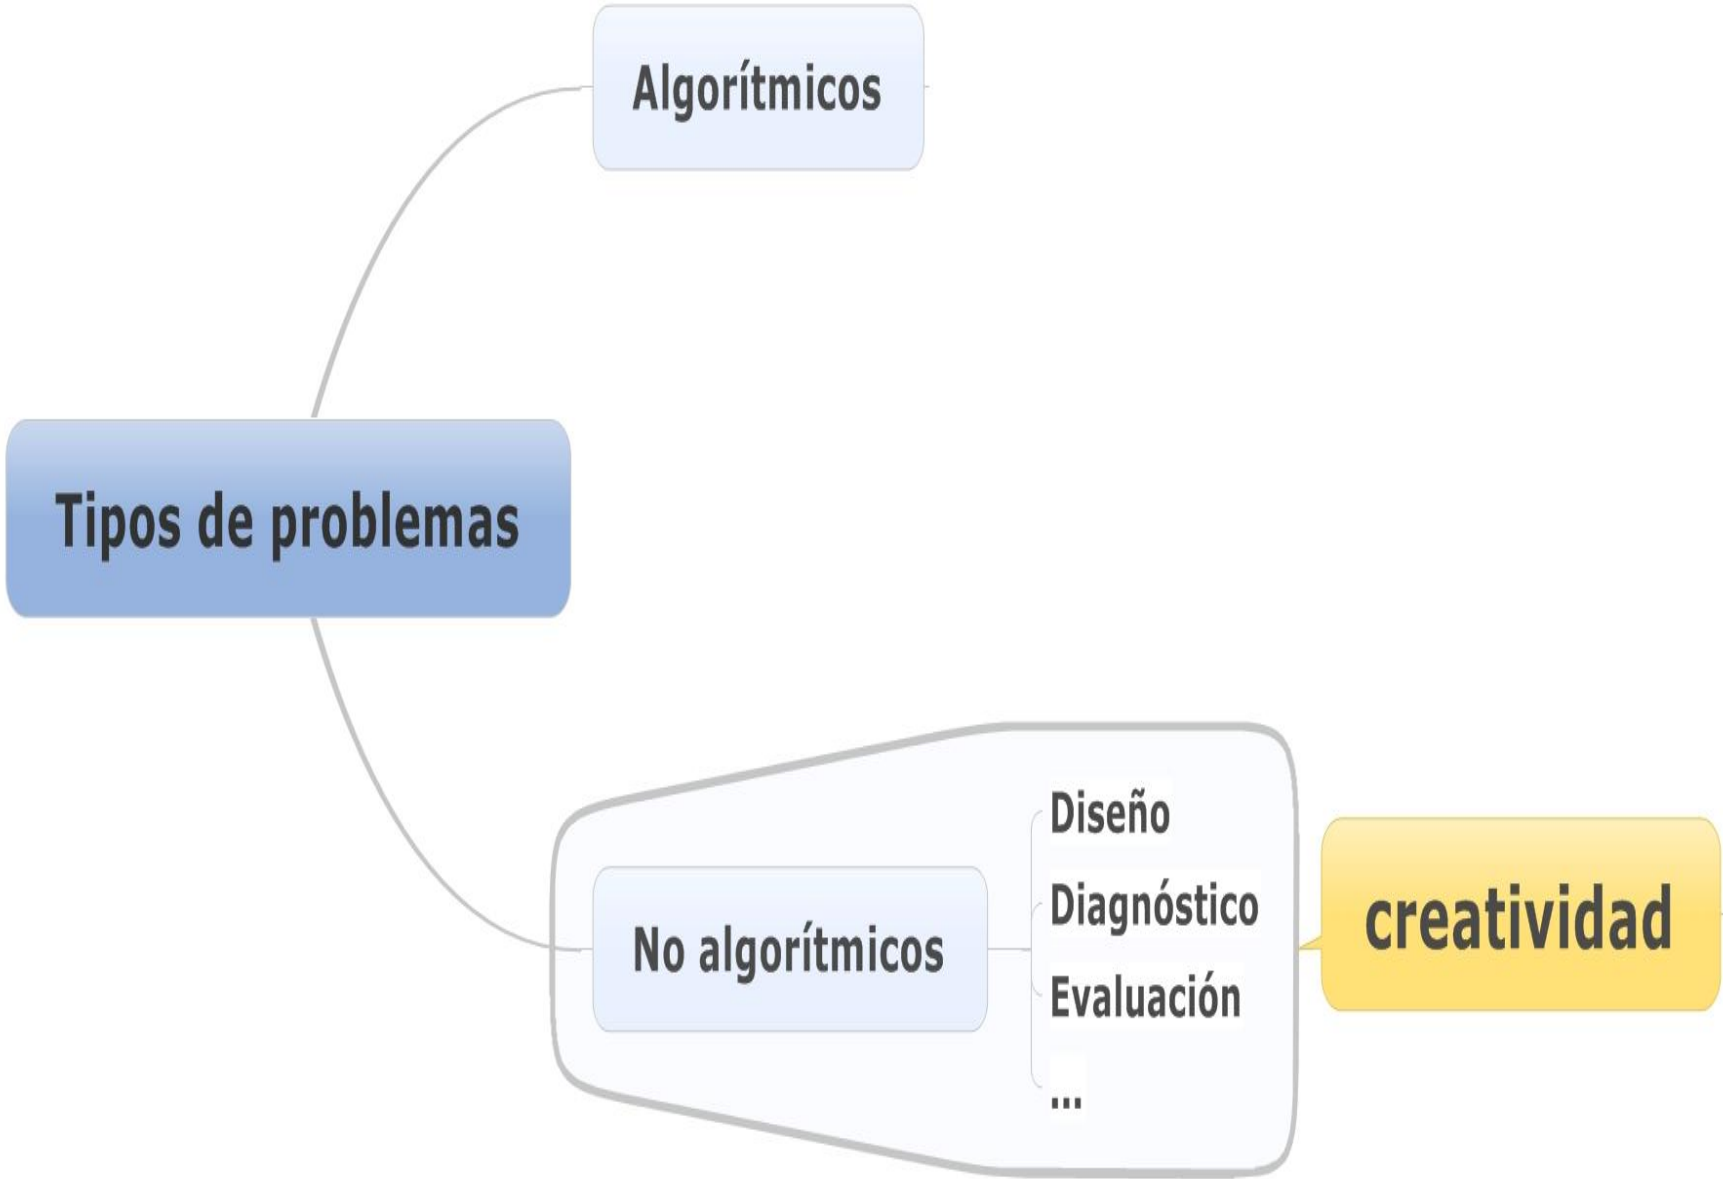 Algorítmicos
Tipos de problemas
No algorítmicos
Diseño
Diagnóstico
Evaluación
...
creatividad